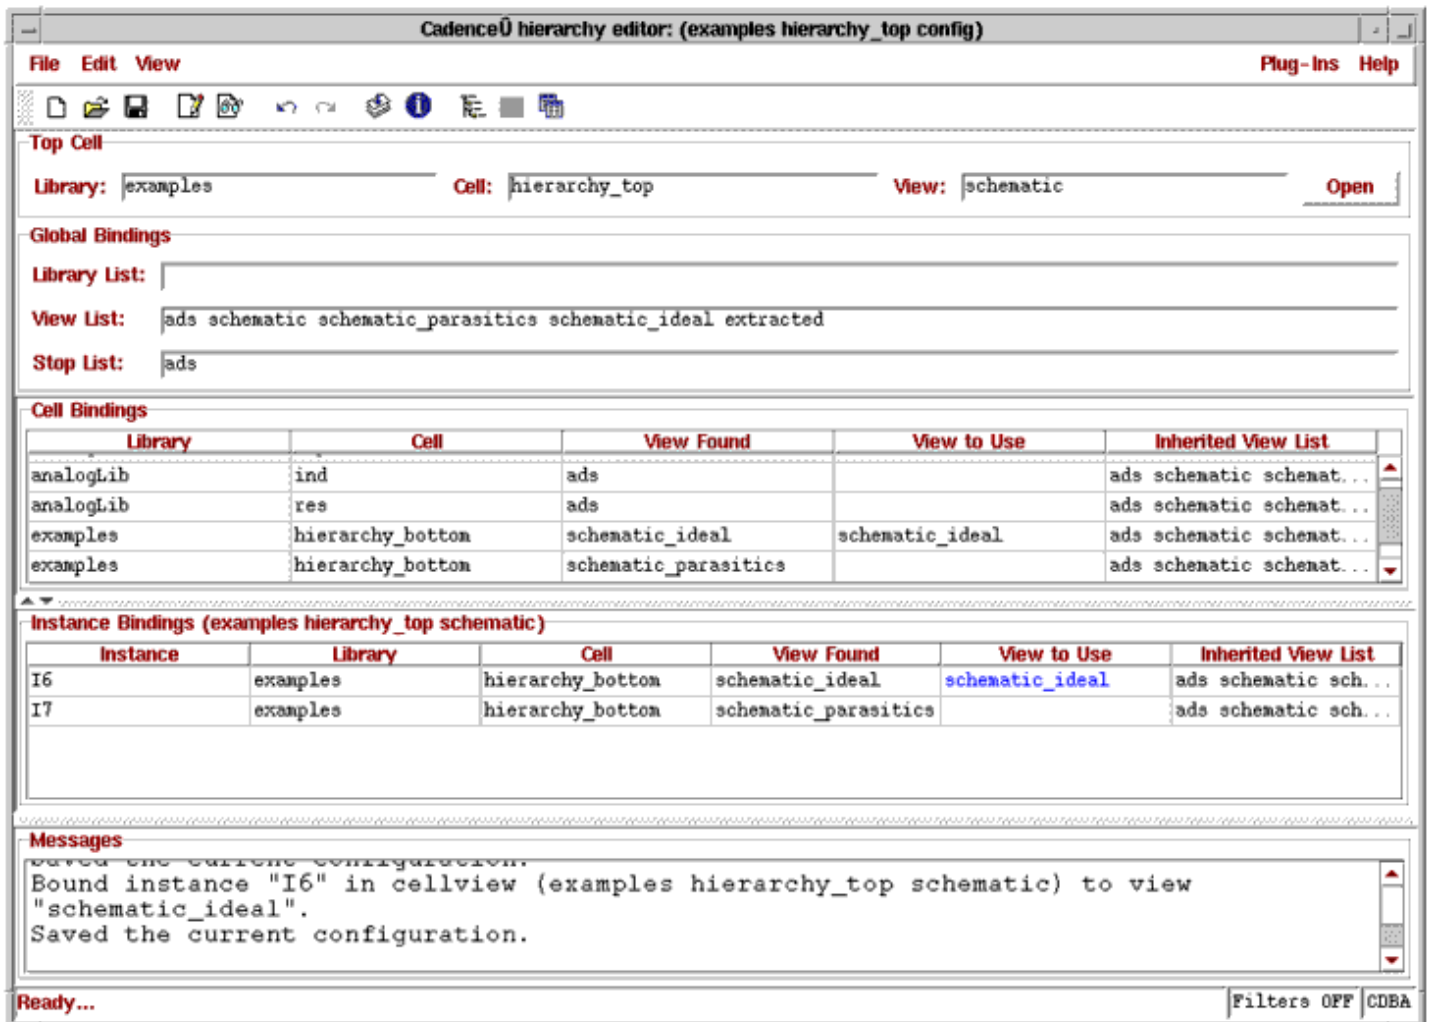 CadenceÛ hierarchy editor: (examples hierarchy_top config)
File Edit View Plug-Ins Help
Top Cell
Library: examples Cell: hierarchy_top View: schematic Open
Global Bindings
Library List:
View List: ads schematic schematic_parasitics schematic_ideal extracted
Stop List: ads
Cell Bindings
Library Cell View Found View to Use Inherited View List
analogLib ind ads ads schematic schemat...
analogLib res ads ads schematic schemat...
examples hierarchy_bottom schematic_ideal schematic_ideal ads schematic schemat...
examples hierarchy_bottom schematic_parasitics ads schematic schemat...
Instance Bindings (examples hierarchy_top schematic)
Instance Library Cell View Found View to Use Inherited View List
I6 examples hierarchy_bottom schematic_ideal schematic_ideal ads schematic sch...
I7 examples hierarchy_bottom schematic_parasitics ads schematic sch...
Messages
Saved the current configuration.
Bound instance "I6" in cellview (examples hierarchy_top schematic) to view
"schematic_ideal".
Saved the current configuration.
Ready... Filters OFF CDBA